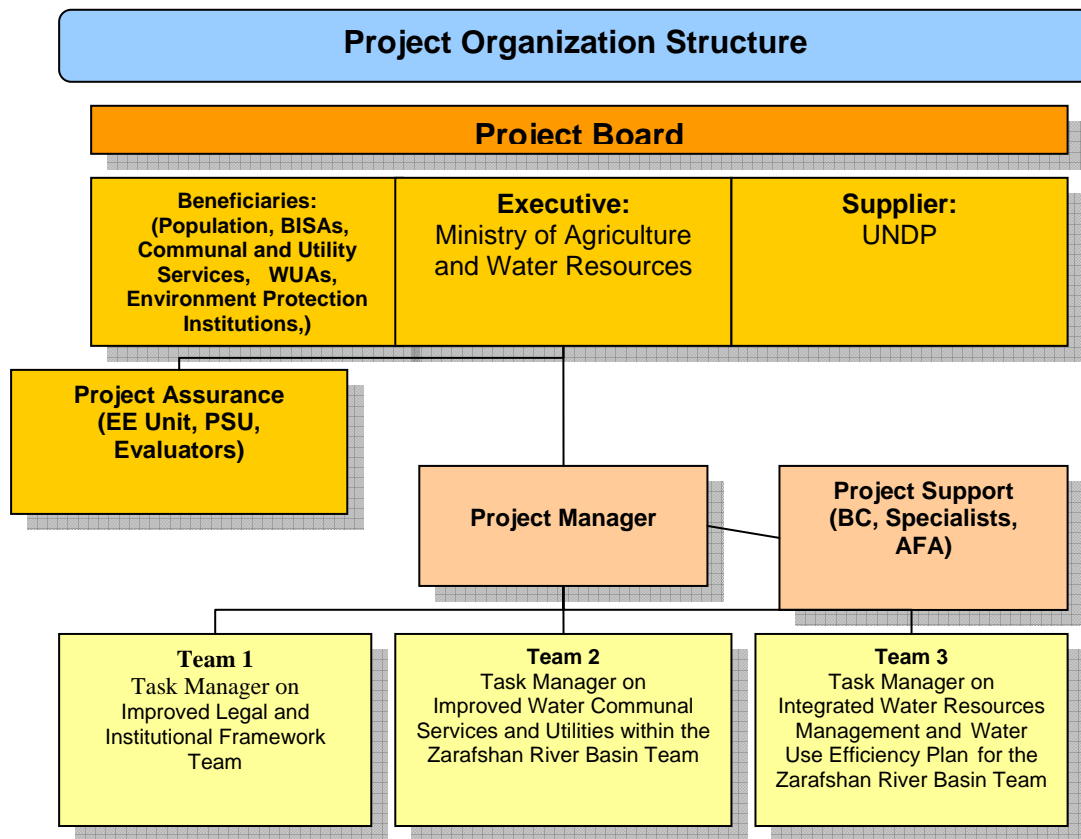 Project Organization Structure
Project Board
Beneficiaries:
(Population, BISAs,
Communal and Utility
Services, WUAs,
Environment Protection
Institutions,)
Executive:
Ministry of Agriculture
and Water Resources
Supplier:
UNDP
Project Assurance
(EE Unit, PSU,
Evaluators)
Project Manager
Project Support
(BC, Specialists,
AFA)
Team 1
Task Manager on
Improved Legal and
Institutional Framework
Team
Team 2
Task Manager on
Improved Water Communal
Services and Utilities within the
Zarafshan River Basin Team
Team 3
Task Manager on
Integrated Water Resources
Management and Water
Use Efficiency Plan for the
Zarafshan River Basin Team